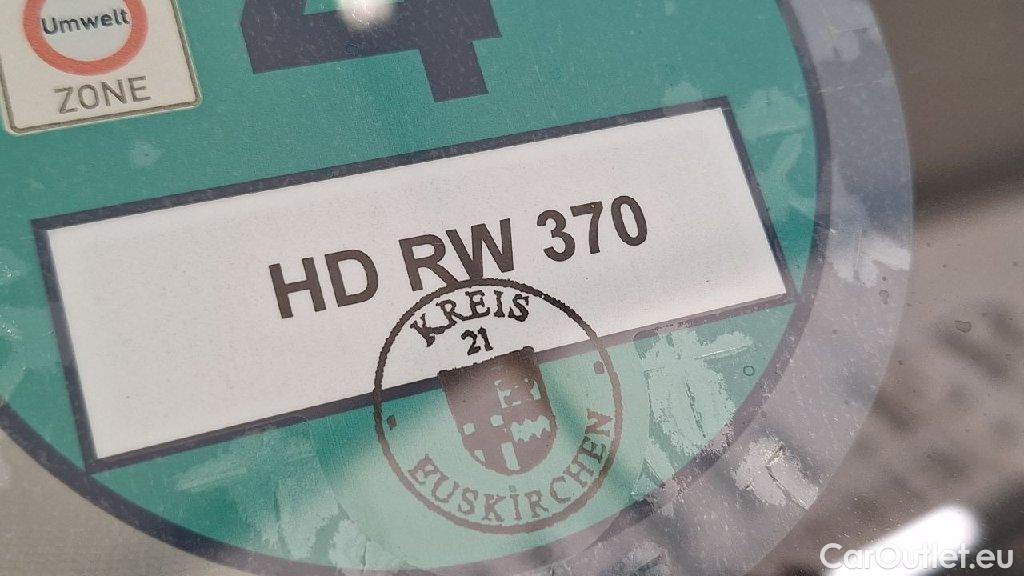 Umwelt
ZONE
4
HD RW 370
KREIS
21
EUSKIRCHEN
CarOutlet.eu